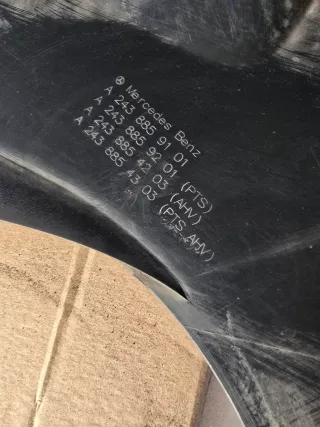 Mercedes Benz
A 243 885 91 01
A 243 885 92 01 (PTS)
A 243 885 42 03 (AHV)
A 243 885 43 03 (PTS AHV)